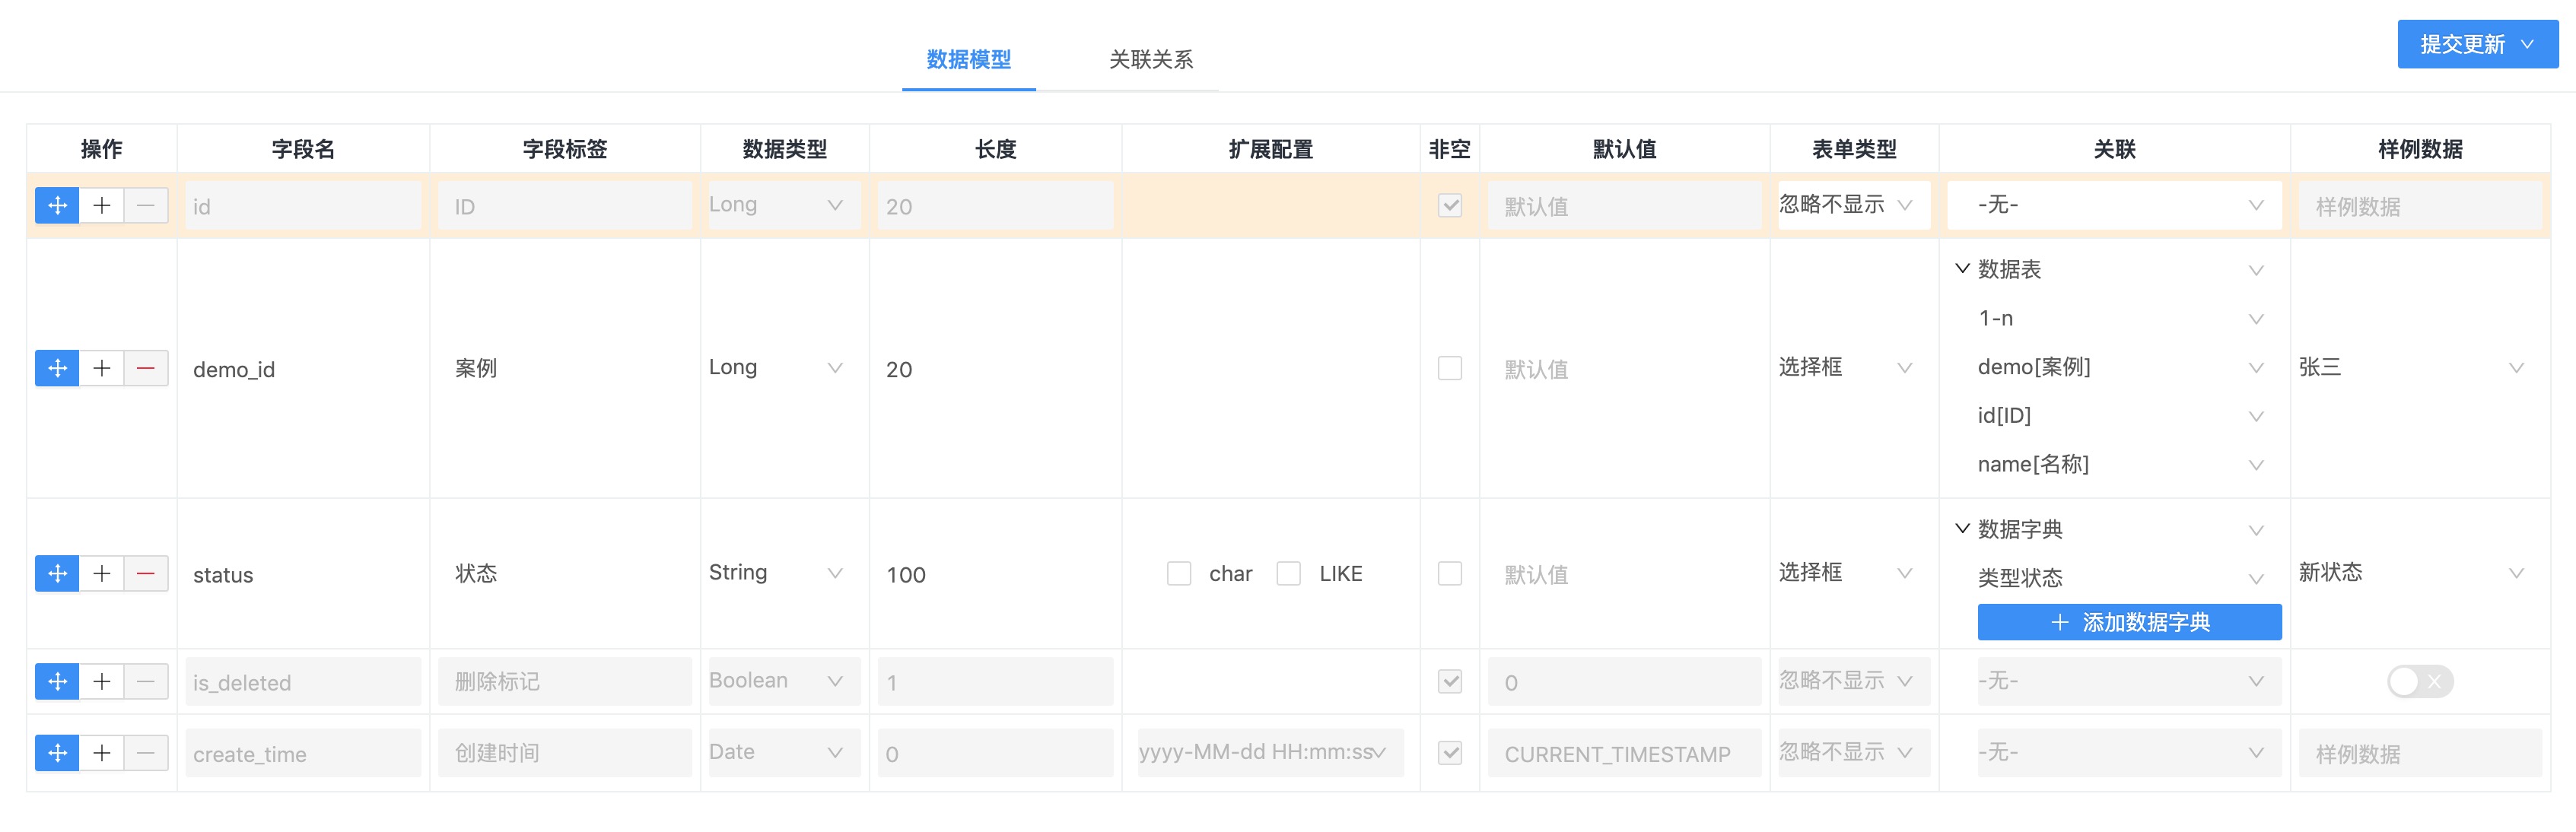 数据模型 关联关系 提交更新
操作 字段名 字段标签 数据类型 长度 扩展配置 非空 默认值 表单类型 关联 样例数据
id ID Long 20 默认值 忽略不显示 -无- 样例数据
demo_id 案例 Long 20 默认值 选择框 数据表 张三
1-n
demo[案例]
id[ID]
name[名称]
status 状态 String 100 char LIKE 默认值 选择框 数据字典 新状态
类型状态
添加数据字典
is_deleted 删除标记 Boolean 1 0 忽略不显示 -无-
create_time 创建时间 Date 0 yyyy-MM-dd HH:mm:ss CURRENT_TIMESTAMP 忽略不显示 -无- 样例数据